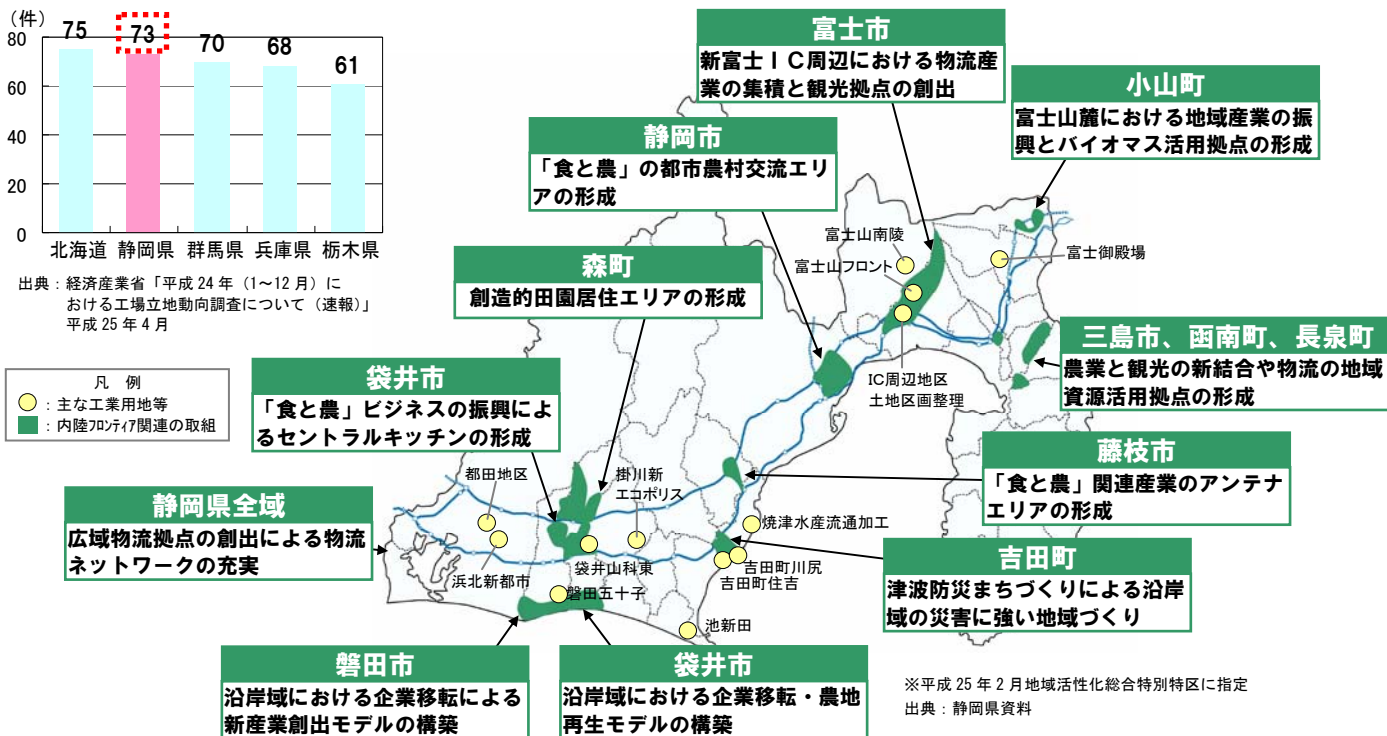 (件)
80
60
40
20
0
75
73
70
68
61
北海道
静岡県
群馬県
兵庫県
栃木県
出典：経済産業省「平成24年（1～12月）に
おける工場立地動向調査について（速報）」
平成25年4月
凡 例
：主な工業用地等
：内陸フロンティア関連の取組
富士市
新富士ＩＣ周辺における物流産
業の集積と観光拠点の創出
小山町
富士山麓における地域産業の振
興とバイオマス活用拠点の形成
静岡市
「食と農」の都市農村交流エリ
アの形成
森町
創造的田園居住エリアの形成
袋井市
「食と農」ビジネスの振興によ
るセントラルキッチンの形成
静岡県全域
広域物流拠点の創出による物流
ネットワークの充実
三島市、函南町、長泉町
農業と観光の新結合や物流の地域
資源活用拠点の形成
藤枝市
「食と農」関連産業のアンテナ
エリアの形成
吉田町
津波防災まちづくりによる沿岸
域の災害に強い地域づくり
磐田市
沿岸域における企業移転による
新産業創出モデルの構築
袋井市
沿岸域における企業移転・農地
再生モデルの構築
富士山南陵
富士山フロント
富士御殿場
IC周辺地区
土地区画整理
都田地区
掛川新
エコポリス
焼津水産流通加工
浜北新都市
袋井山科東
吉田町川尻
吉田町住吉
磐田五十子
池新田
※平成25年2月地域活性化総合特別特区に指定
出典：静岡県資料